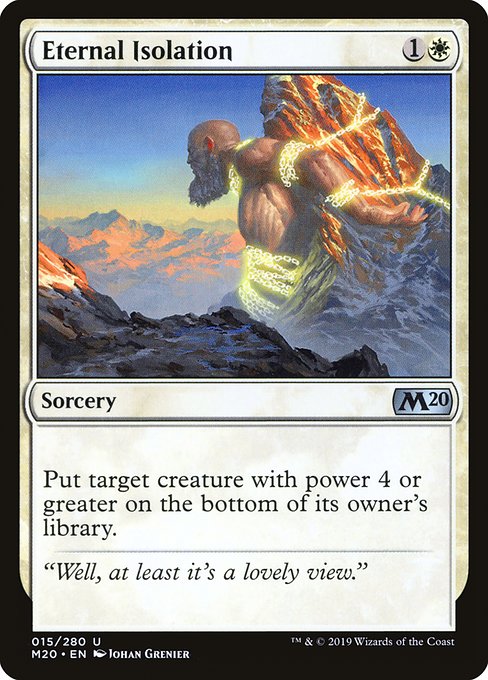 Eternal Isolation 1
Sorcery M20
Put target creature with power 4 or
greater on the bottom of its owner's
library.
"Well, at least it's a lovely view."
015/280 U ™ & © 2019 Wizards of the Coast
M20 • EN Johan Grenier